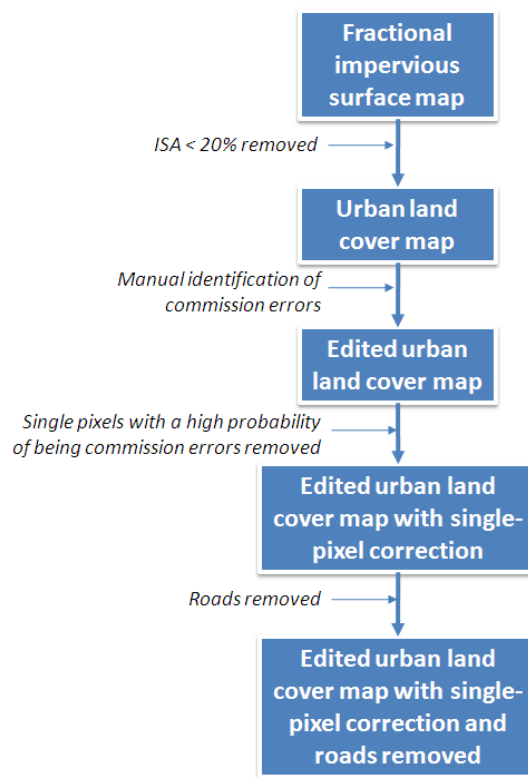 Fractional
impervious
surface map
ISA < 20% removed
Urban land
cover map
Manual identification of
commission errors
Edited urban
land cover map
Single pixels with a high probability
of being commission errors removed
Edited urban land
cover map with single-
pixel correction
Roads removed
Edited urban land
cover map with single-
pixel correction and
roads removed